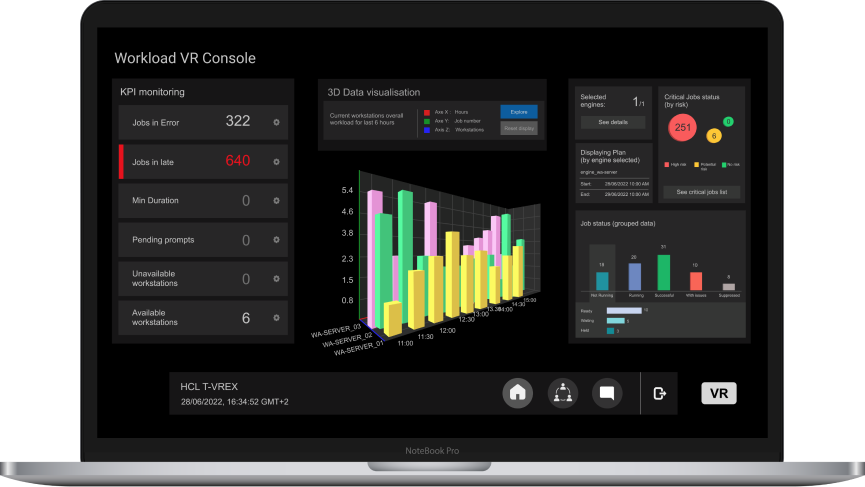 Workload VR Console
KPI monitoring
Jobs in Error 322
Jobs in late 640
Min Duration 0
Pending prompts 0
Unavailable
workstations 0
Available
workstations 6
3D Data visualisation
Current workstations overall
workload for last 6 hours
Axe X : Hours
Axe Y: Job number
Axe Z: Workstations
Explore
Reset display
5.4
4.6
3.8
2.3
1.5
0.8
WA-SERVER_03
WA-SERVER_02
WA-SERVER_01
11:00
11:30
12:00
12:30
13:00
13:30
14:00
14:30
15:00
Selected
engines: 1/1
See details
Displaying Plan
(by engine selected)
engine_wa-server
Start: 28/06/2022 10:00 AM
End: 29/06/2022 10:00 AM
Critical Jobs status
(by risk)
251
6
0
High risk
Potential
risk
No risk
See critical jobs list
Job status (grouped data)
18
26
31
10
8
Not Running
Running
Successful
With issues
Suppressed
Ready
Waiting
Held
HCL T-VREX
28/06/2022, 16:34:52 GMT+2
VR
NoteBook Pro